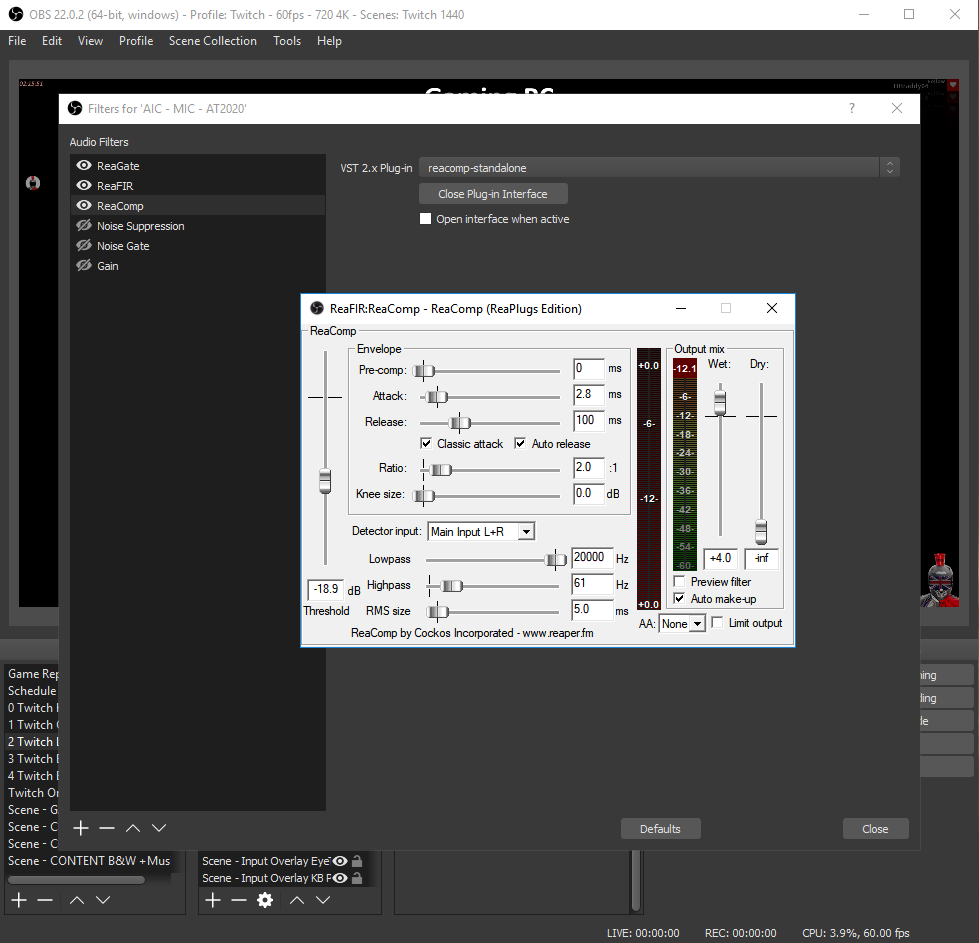 OBS 22.0.2 (64-bit, windows) - Profile: Twitch - 60fps - 720 4K - Scenes: Twitch 1440
File Edit View Profile Scene Collection Tools Help
02:15:51
Gaming PC
Filters for 'AIC - MIC - AT2020' ?
Audio Filters
ReaGate
ReaFIR
ReaComp
Noise Suppression
Noise Gate
Gain
VST 2.x Plug-in reacomp-standalone
Close Plug-in Interface
Open interface when active
ReaFIR:ReaComp - ReaComp (ReaPlugs Edition)
ReaComp
Envelope
Pre-comp: 0 ms
Attack: 2.8 ms
Release: 100 ms
Classic attack Auto release
Ratio: 2.0 :1
Knee size: 0.0 dB
Detector input: Main Input L+R
Lowpass 20000 Hz
Highpass 61 Hz
RMS size 5.0 ms
-18.9 dB
Threshold
ReaComp by Cockos Incorporated - www.reaper.fm
+0.0
-6-
-12-
+0.0
Output mix
Wet: Dry:
-12.1
-6-
-12-
-18-
-24-
-30-
-36-
-42-
-48-
-54-
-60-
+4.0 -inf
Preview filter
Auto make-up
AA: None Limit output
Game Rep
Schedule
0 Twitch
1 Twitch
2 Twitch
3 Twitch
4 Twitch
Twitch
Scene - G
Scene - C
Scene - C
Scene - CONTENT B&W +Mus
Scene - Input Overlay Eye
Scene - Input Overlay KB
Defaults
Close
LIVE: 00:00:00 REC: 00:00:00 CPU: 3.9%, 60.00 fps